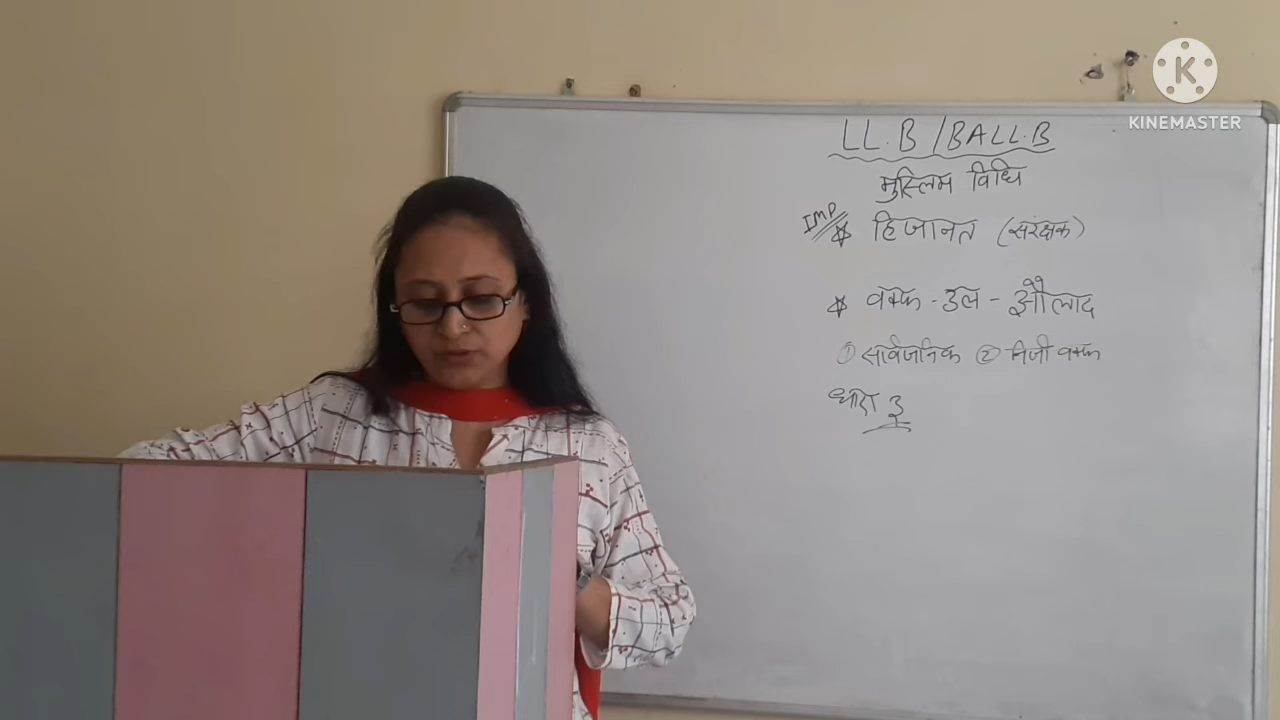 LL.B / BALL.B
मुस्लिम विधि
IMP हिजानत (संरक्षक)
वक्फ - उल - औलाद
① सार्वजनिक ② निजी वक्फ
धारा 3
KINEMASTER